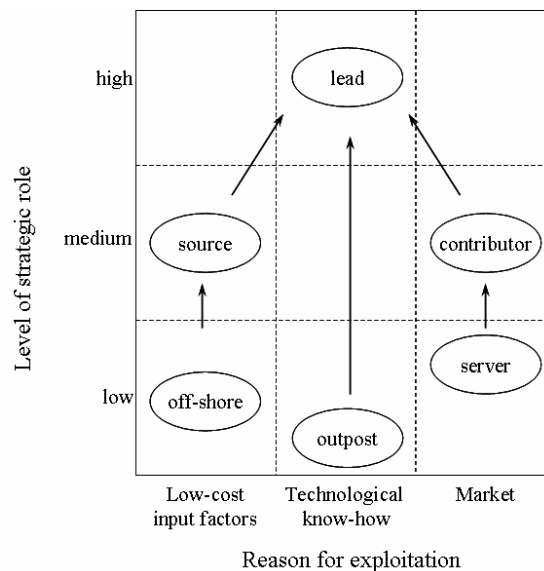 high
lead
medium
source
contributor
server
low
off-shore
outpost
Level of strategic role
Low-cost
input factors
Technological
know-how
Market
Reason for exploitation